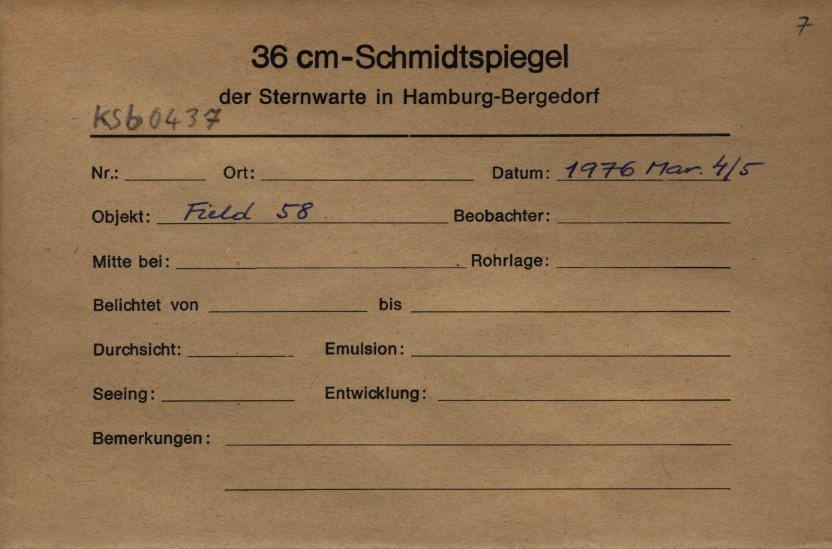 7
36 cm-Schmidtspiegel
der Sternwarte in Hamburg-Bergedorf
KSb0437
Nr.: Ort: Datum: 1976 Mar. 4/5
Objekt: Field 58 Beobachter:
Mitte bei: Rohrlage:
Belichtet von bis
Durchsicht: Emulsion:
Seeing: Entwicklung:
Bemerkungen: